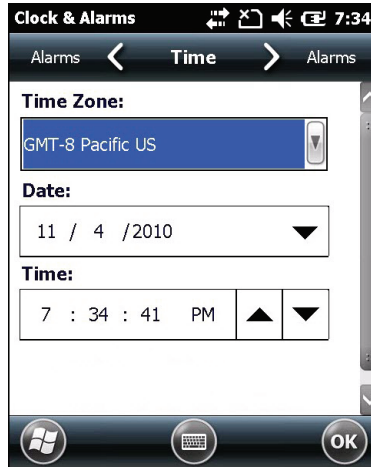 Clock & Alarms 7:34
Alarms Time Alarms
Time Zone:
GMT-8 Pacific US
Date:
11 / 4 /2010
Time:
7 : 34 : 41 PM
OK